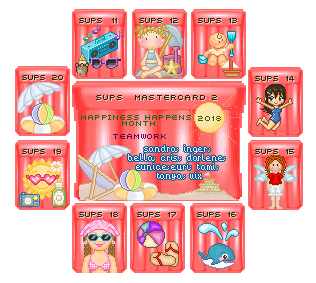 SUPS 11
SUPS 12
SUPS 13
SUPS 20
SUPS 14
SUPS MASTERCARD 2
HAPPINESS HAPPENS 2018
MONTH
TEAMWORK
sandra, inger,
bella, cris, darlene,
eunice, euri, tami,
tanya, vix
SUPS 19
SUPS 15
SUPS 18
SUPS 17
SUPS 16